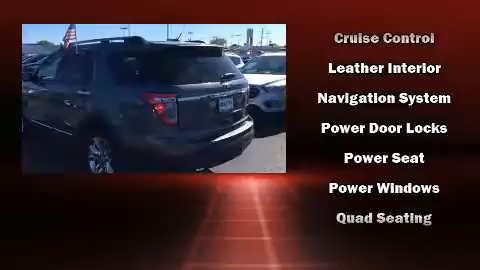 Cruise Control
Leather Interior
Navigation System
Power Door Locks
Power Seat
Power Windows
Quad Seating